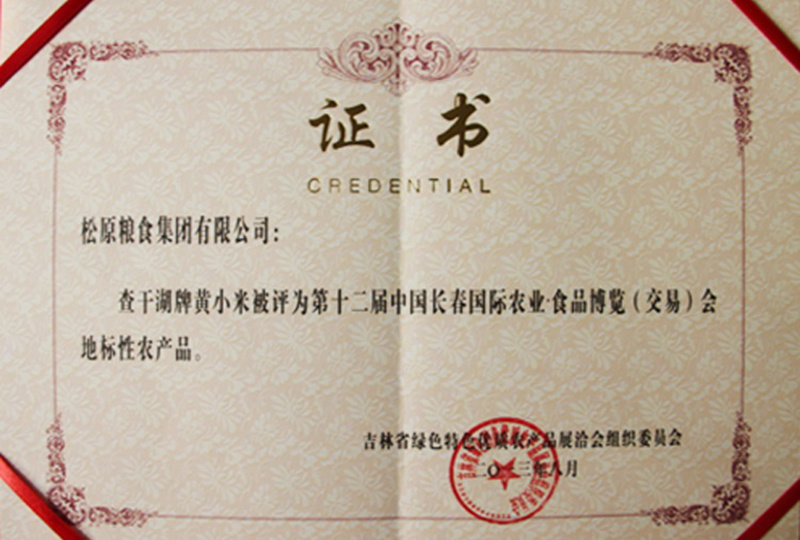 证 书
CREDENTIAL
松原粮食集团有限公司：
查干湖牌黄小米被评为第十二届中国长春国际农业·食品博览（交易）会
地标性农产品。
吉林省绿色特色优质农产品展洽会组织委员会
二〇一三年八月